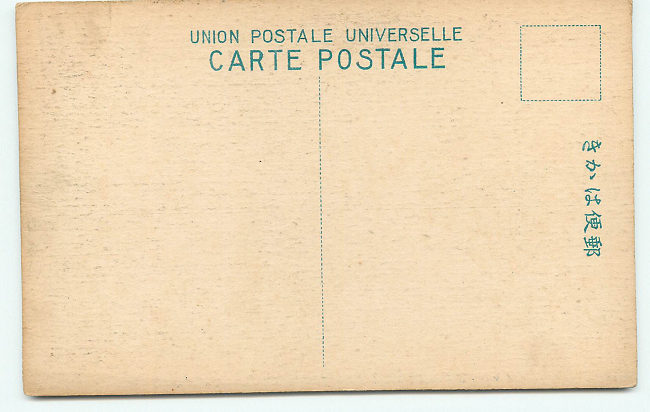 UNION POSTALE UNIVERSELLE
CARTE POSTALE
郵便はかき